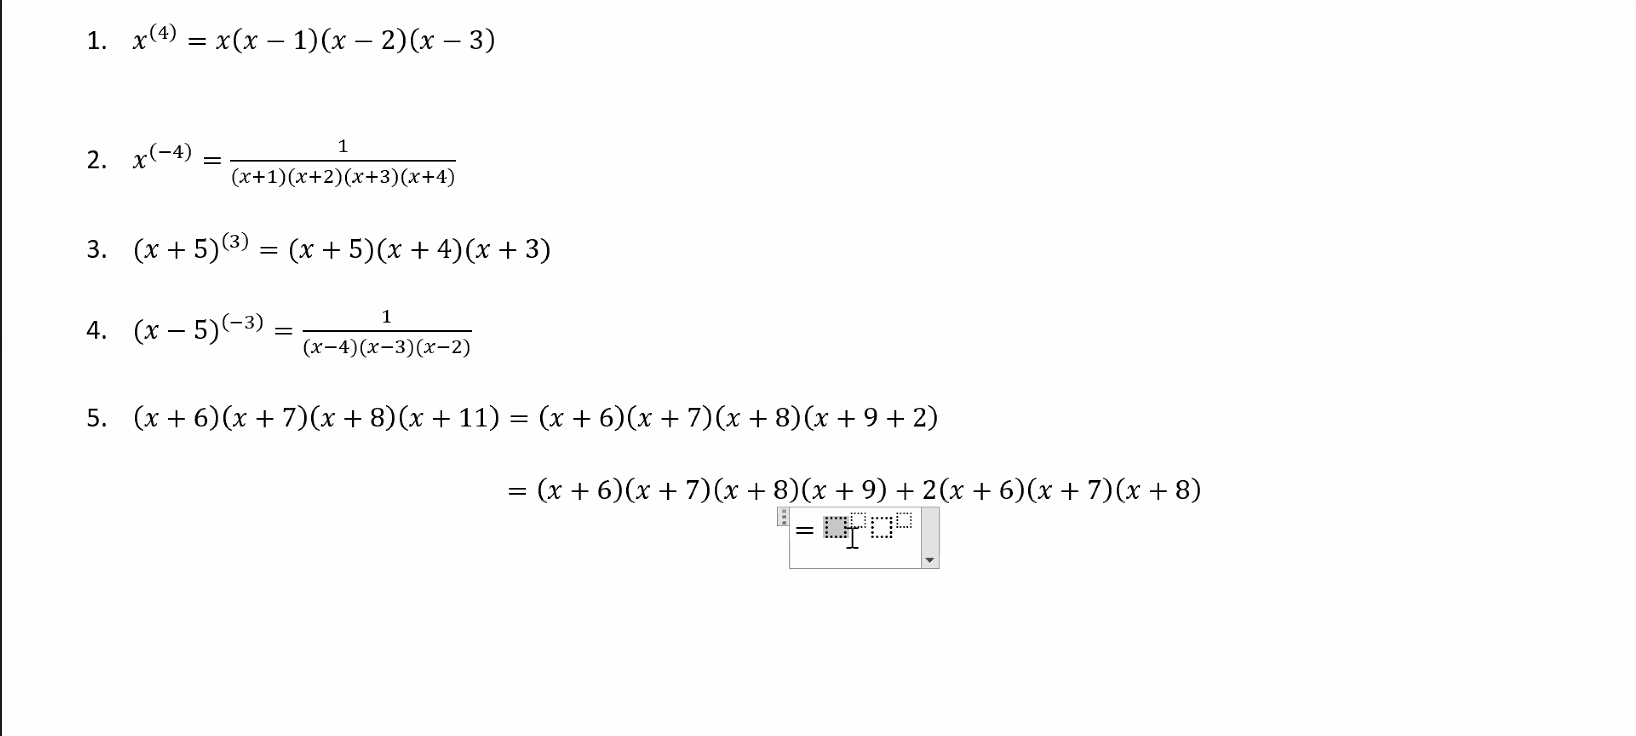 1. x⁽⁴⁾ = x(x − 1)(x − 2)(x − 3)
2. x⁽⁻⁴⁾ = 1/((x+1)(x+2)(x+3)(x+4))
3. (x + 5)⁽³⁾ = (x + 5)(x + 4)(x + 3)
4. (x − 5)⁽⁻³⁾ = 1/((x−4)(x−3)(x−2))
5. (x + 6)(x + 7)(x + 8)(x + 11) = (x + 6)(x + 7)(x + 8)(x + 9 + 2)
= (x + 6)(x + 7)(x + 8)(x + 9) + 2(x + 6)(x + 7)(x + 8)
=